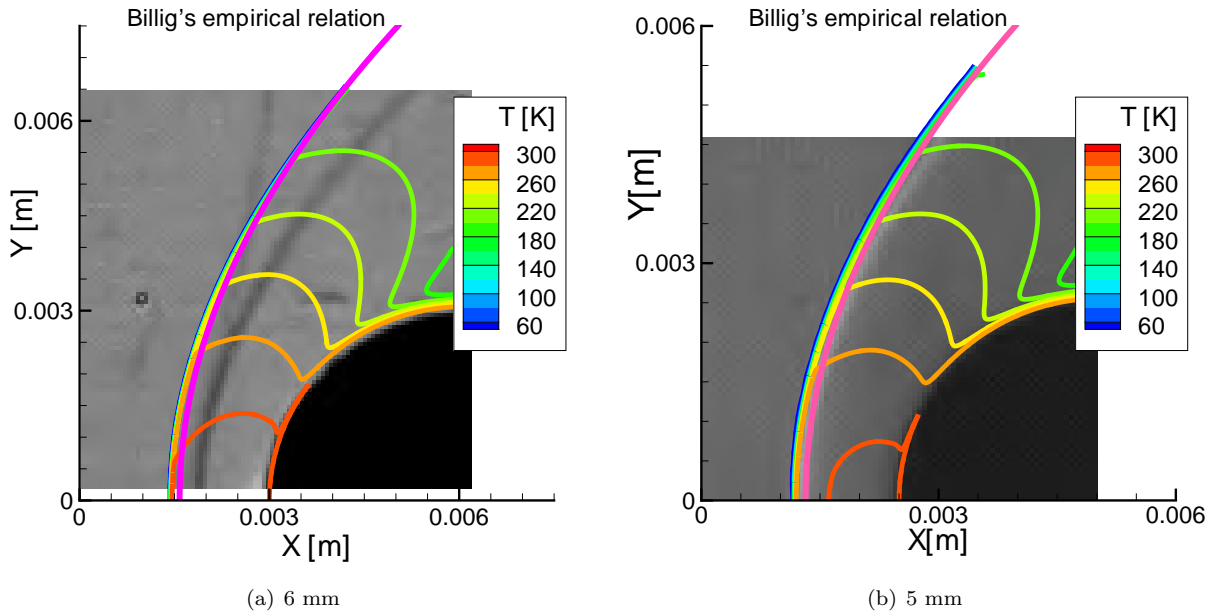 Billig's empirical relation
Y [m]
0.006
0.003
0
T [K]
300
260
220
180
140
100
60
0
0.003
0.006
X [m]
(a) 6 mm
Billig's empirical relation
Y[m]
0.006
0.003
0
T [K]
300
260
220
180
140
100
60
0
0.003
0.006
X[m]
(b) 5 mm